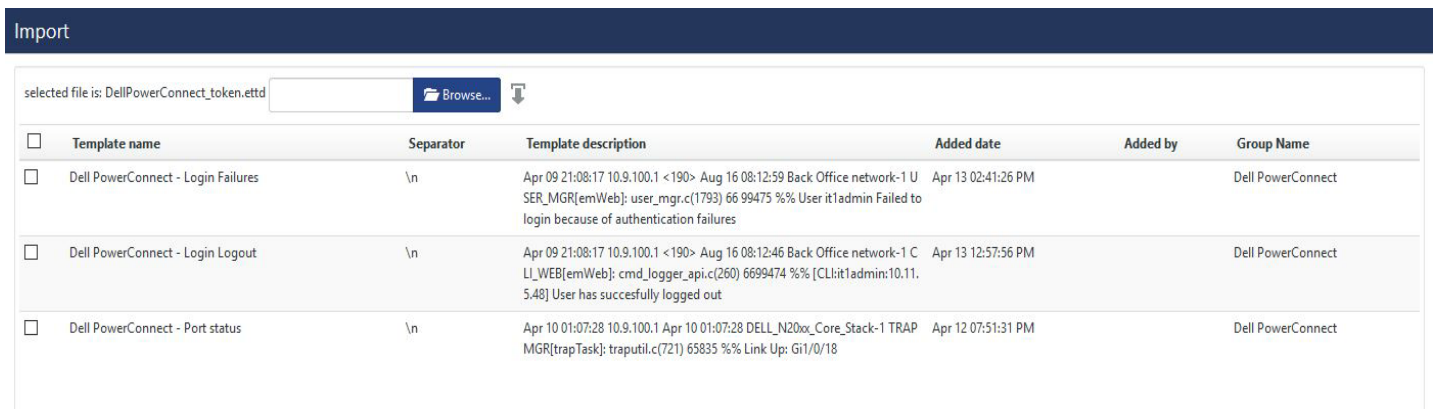 Import
selected file is: DellPowerConnect_token.ettd Browse...
Template name Separator Template description Added date Added by Group Name
Dell PowerConnect - Login Failures \n Apr 09 21:08:17 10.9.100.1 <190> Aug 16 08:12:59 Back Office network-1 U Apr 13 02:41:26 PM Dell PowerConnect
SER_MGR[emWeb]: user_mgr.c(1793) 66 99475 %% User it1admin Failed to
login because of authentication failures
Dell PowerConnect - Login Logout \n Apr 09 21:08:17 10.9.100.1 <190> Aug 16 08:12:46 Back Office network-1 C Apr 13 12:57:56 PM Dell PowerConnect
LI_WEB[emWeb]: cmd_logger_api.c(260) 6699474 %% [CLI:it1admin:10.11.
5.48] User has succesfully logged out
Dell PowerConnect - Port status \n Apr 10 01:07:28 10.9.100.1 Apr 10 01:07:28 DELL_N20xx_Core_Stack-1 TRAP Apr 12 07:51:31 PM Dell PowerConnect
MGR[trapTask]: traputil.c(721) 65835 %% Link Up: Gi1/0/18